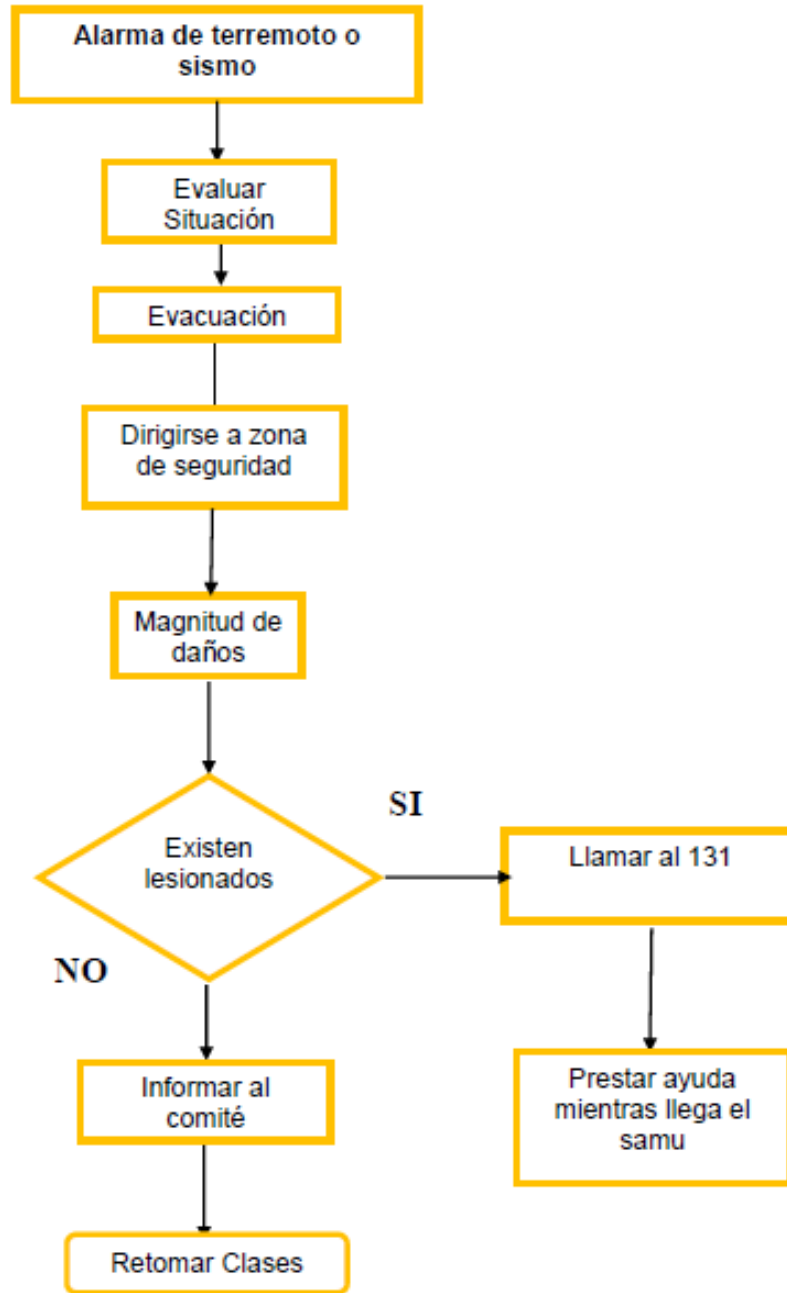 Alarma de terremoto o
sismo
Evaluar
Situación
Evacuación
Dirigirse a zona
de seguridad
Magnitud de
daños
Existen
lesionados
SI
Llamar al 131
NO
Informar al
comité
Prestar ayuda
mientras llega el
samu
Retomar Clases